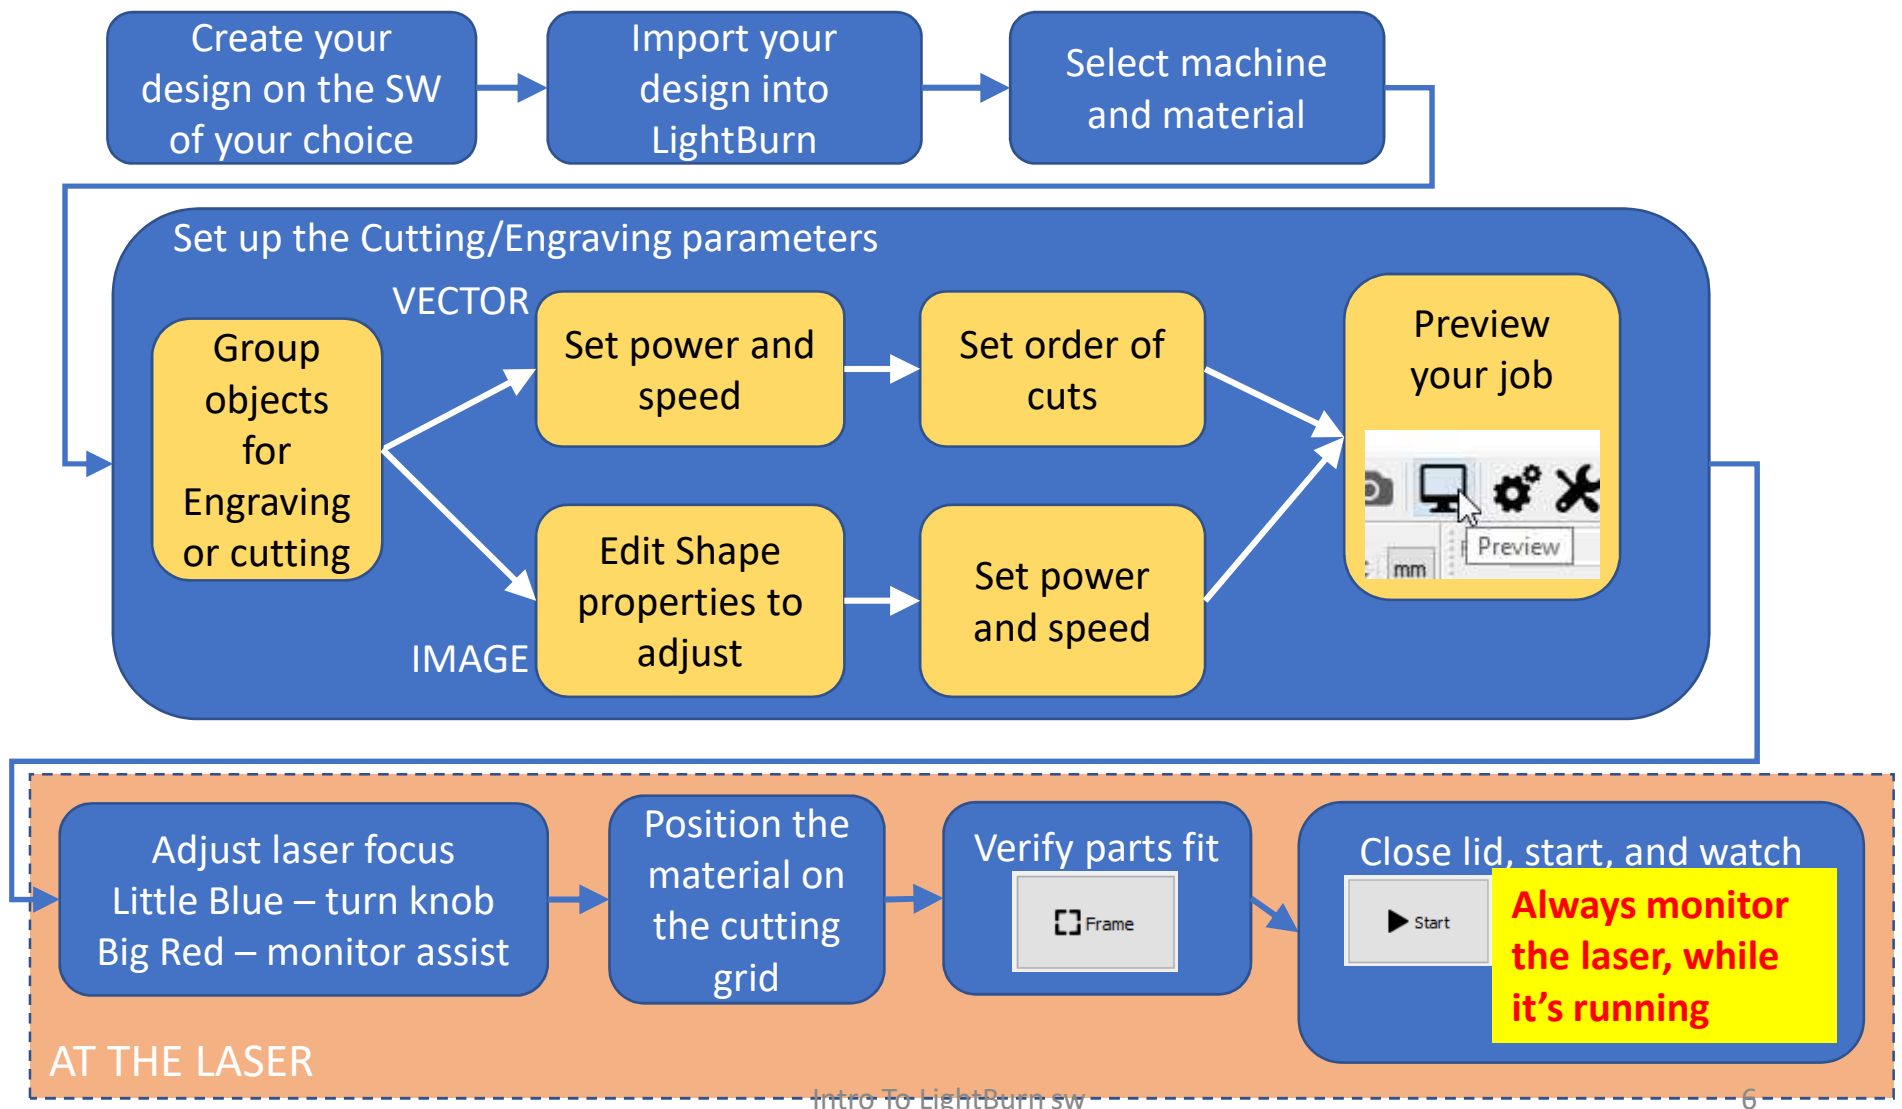 Create your
design on the SW
of your choice
Import your
design into
LightBurn
Select machine
and material
Set up the Cutting/Engraving parameters
VECTOR
Group
objects
for
Engraving
or cutting
Set power and
speed
Set order of
cuts
Preview
your job
Preview
mm
IMAGE
Edit Shape
properties to
adjust
Set power
and speed
Adjust laser focus
Little Blue – turn knob
Big Red – monitor assist
Position the
material on
the cutting
grid
Verify parts fit
Frame
Close lid, start, and watch
Start
Always monitor
the laser, while
it’s running
AT THE LASER
Intro To LightBurn sw
6